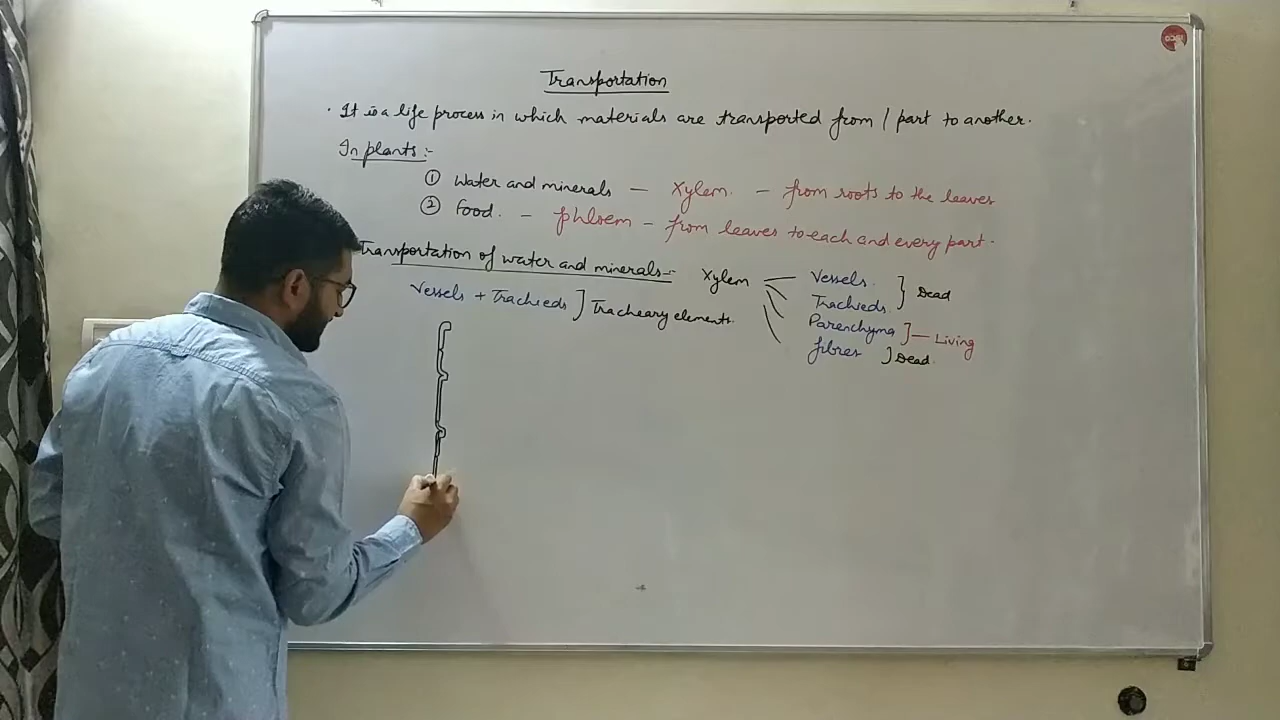 Transportation
· It is a life process in which materials are transported from 1 part to another.
In plants :-
① Water and minerals — Xylem. – from roots to the leaves
② Food. – phloem – from leaves to each and every part.
Transportation of water and minerals:- Xylem
Vessels + Trachieds ] Tracheary elements.
Vessels.
Trachieds } Dead
Parenchyma ] — Living
fibres ] Dead.